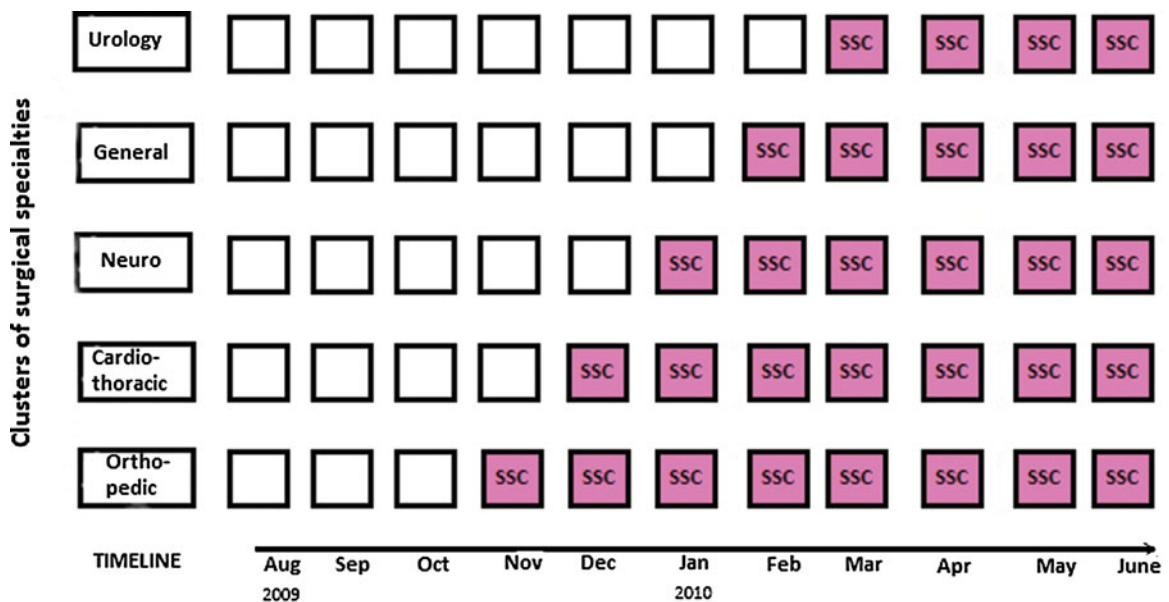 Clusters of surgical specialties
Urology SSC SSC SSC SSC
General SSC SSC SSC SSC SSC
Neuro SSC SSC SSC SSC SSC SSC
Cardio-
thoracic SSC SSC SSC SSC SSC SSC SSC
Ortho-
pedic SSC SSC SSC SSC SSC SSC SSC SSC
TIMELINE Aug Sep Oct Nov Dec Jan Feb Mar Apr May June
2009 2010